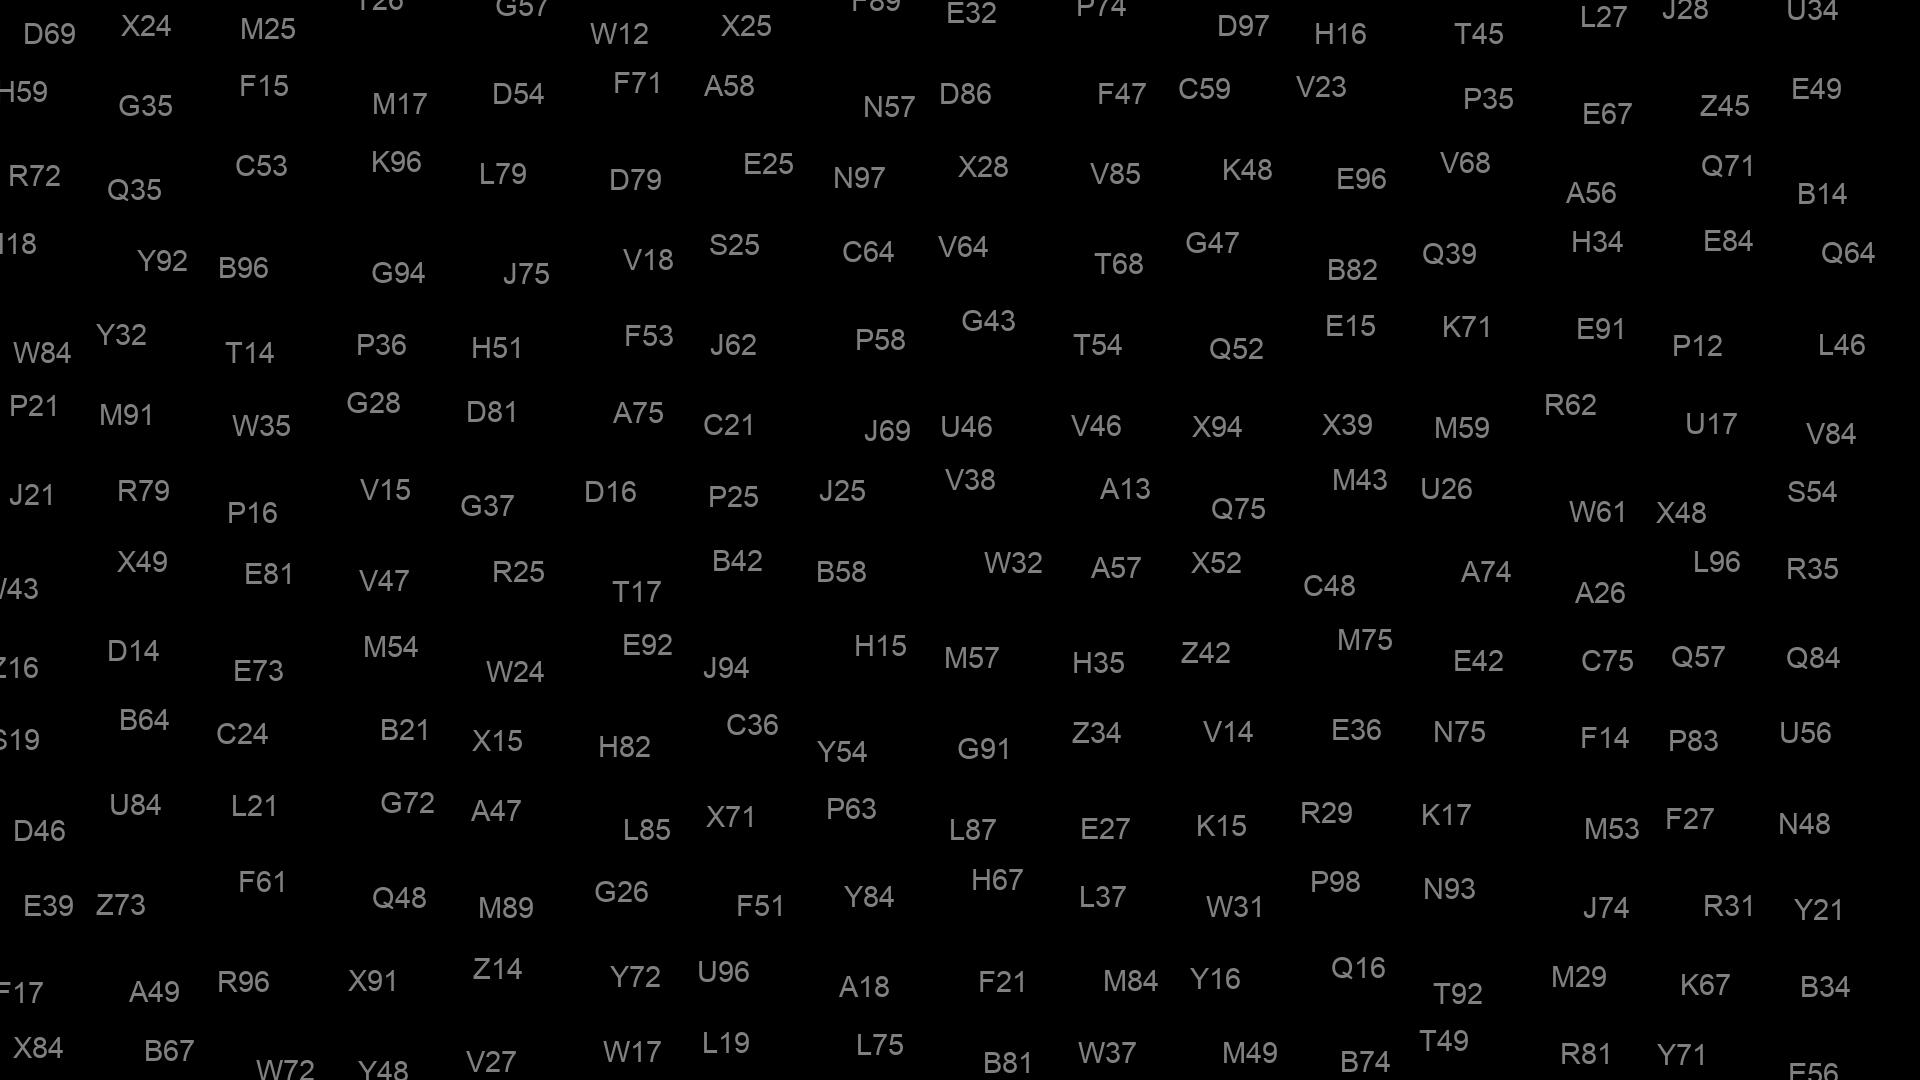 D69 X24 M25 G57 W12 X25 F89 E32 P74 D97 H16 T45 L27 J28 U34
H59 G35 F15 M17 D54 F71 A58 N57 D86 F47 C59 V23 P35 E67 Z45 E49
R72 Q35 C53 K96 L79 D79 E25 N97 X28 V85 K48 E96 V68 A56 Q71 B14
Y92 B96 G94 J75 V18 S25 C64 V64 T68 G47 B82 Q39 H34 E84 Q64
W84 Y32 T14 P36 H51 F53 J62 P58 G43 T54 Q52 E15 K71 E91 P12 L46
P21 M91 W35 G28 D81 A75 C21 J69 U46 V46 X94 X39 M59 R62 U17 V84
J21 R79 P16 V15 G37 D16 P25 J25 V38 A13 Q75 M43 U26 W61 X48 S54
X49 E81 V47 R25 T17 B42 B58 W32 A57 X52 C48 A74 A26 L96 R35
Z16 D14 E73 M54 W24 E92 J94 H15 M57 H35 Z42 M75 E42 C75 Q57 Q84
S19 B64 C24 B21 X15 H82 C36 Y54 G91 Z34 V14 E36 N75 F14 P83 U56
D46 U84 L21 G72 A47 L85 X71 P63 L87 E27 K15 R29 K17 M53 F27 N48
E39 Z73 F61 Q48 M89 G26 F51 Y84 H67 L37 W31 P98 N93 J74 R31 Y21
F17 A49 R96 X91 Z14 Y72 U96 A18 F21 M84 Y16 Q16 T92 M29 K67 B34
X84 B67 W72 Y48 V27 W17 L19 L75 B81 W37 M49 B74 T49 R81 Y71 E56